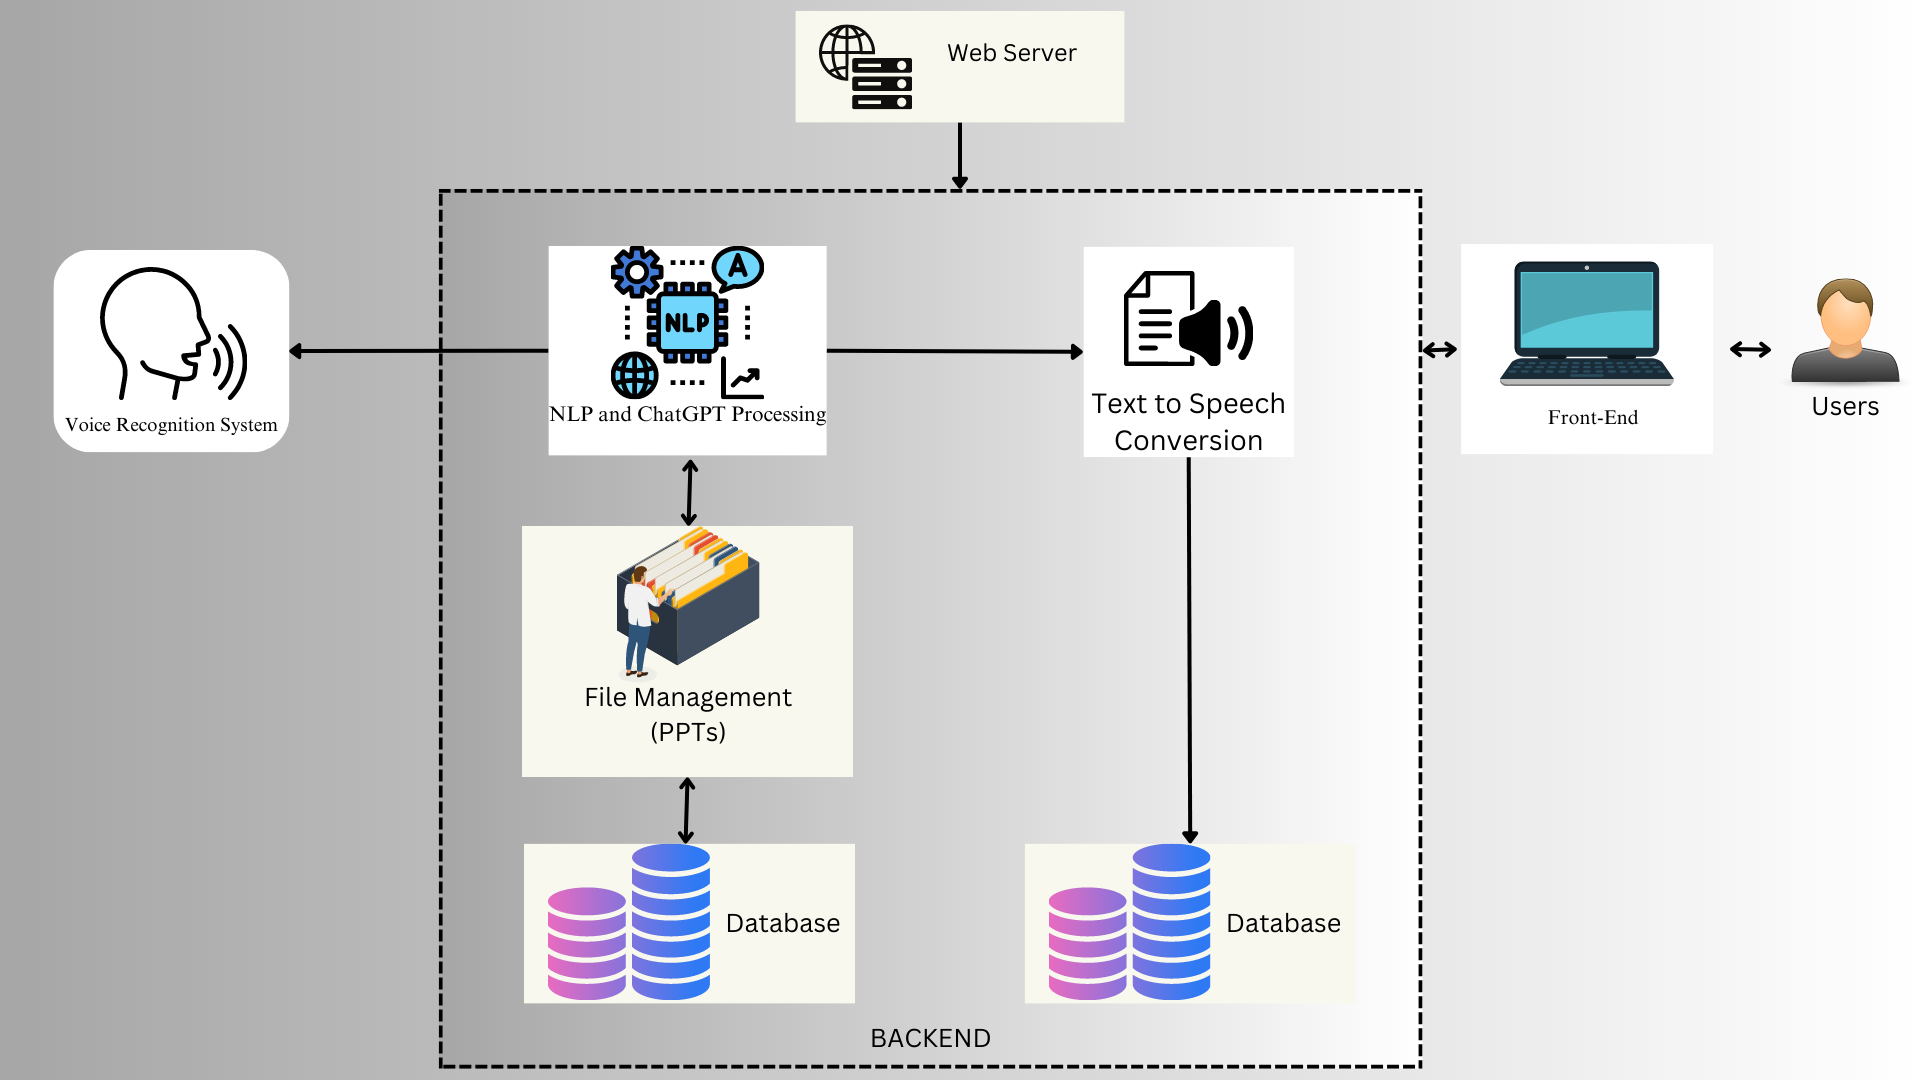 Web Server
A
NLP
Voice Recognition System
NLP and ChatGPT Processing
Text to Speech
Conversion
Front-End
Users
File Management
(PPTs)
Database
Database
BACKEND